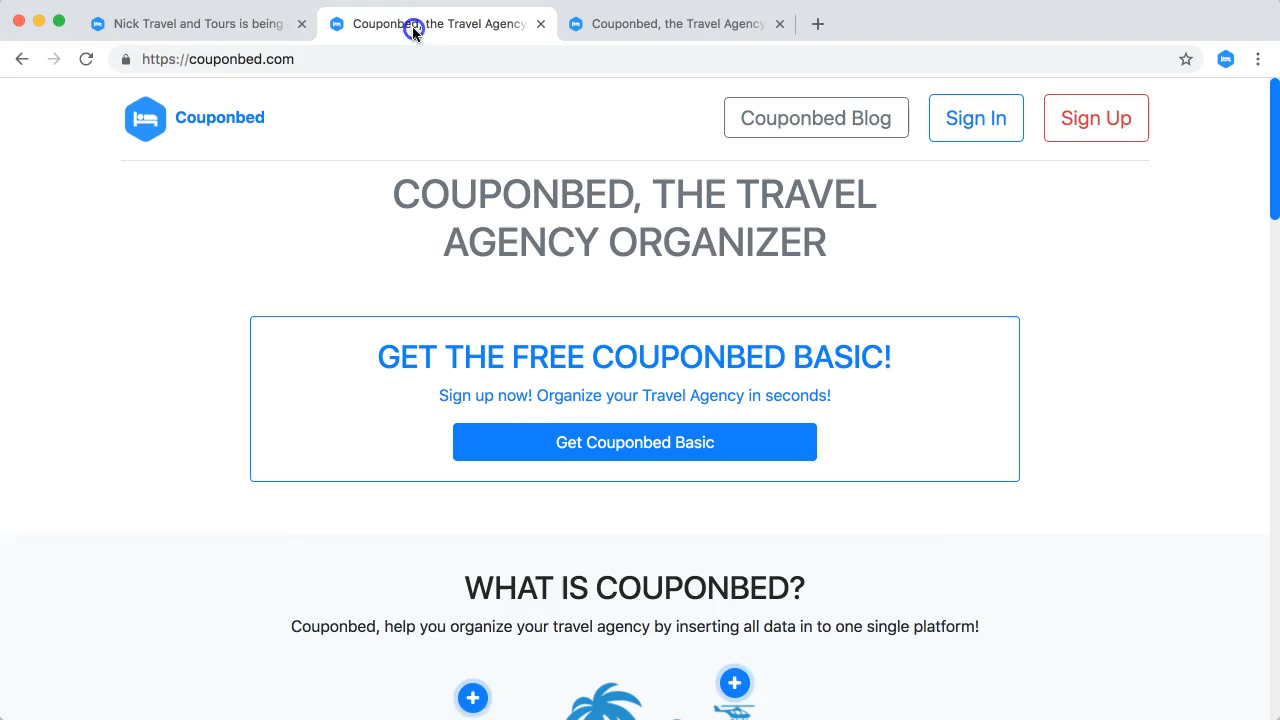 Nick Travel and Tours is being
Couponbed, the Travel Agency
Couponbed, the Travel Agency
https://couponbed.com
Couponbed
Couponbed Blog
Sign In
Sign Up
COUPONBED, THE TRAVEL
AGENCY ORGANIZER
GET THE FREE COUPONBED BASIC!
Sign up now! Organize your Travel Agency in seconds!
Get Couponbed Basic
WHAT IS COUPONBED?
Couponbed, help you organize your travel agency by inserting all data in to one single platform!